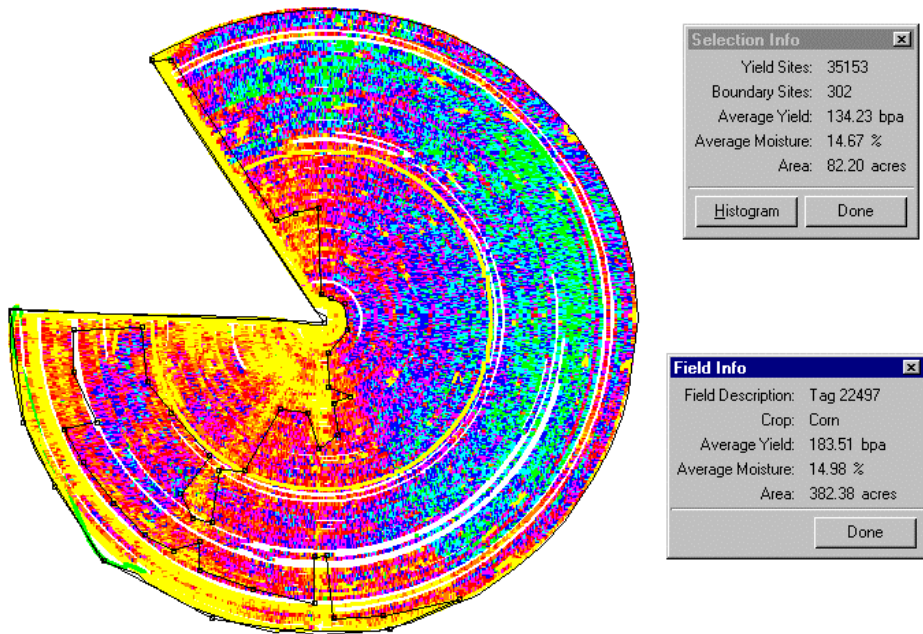 Selection Info
Yield Sites: 35153
Boundary Sites: 302
Average Yield: 134.23 bpa
Average Moisture: 14.67 %
Area: 82.20 acres
Histogram Done
Field Info
Field Description: Tag 22497
Crop: Corn
Average Yield: 183.51 bpa
Average Moisture: 14.98 %
Area: 382.38 acres
Done